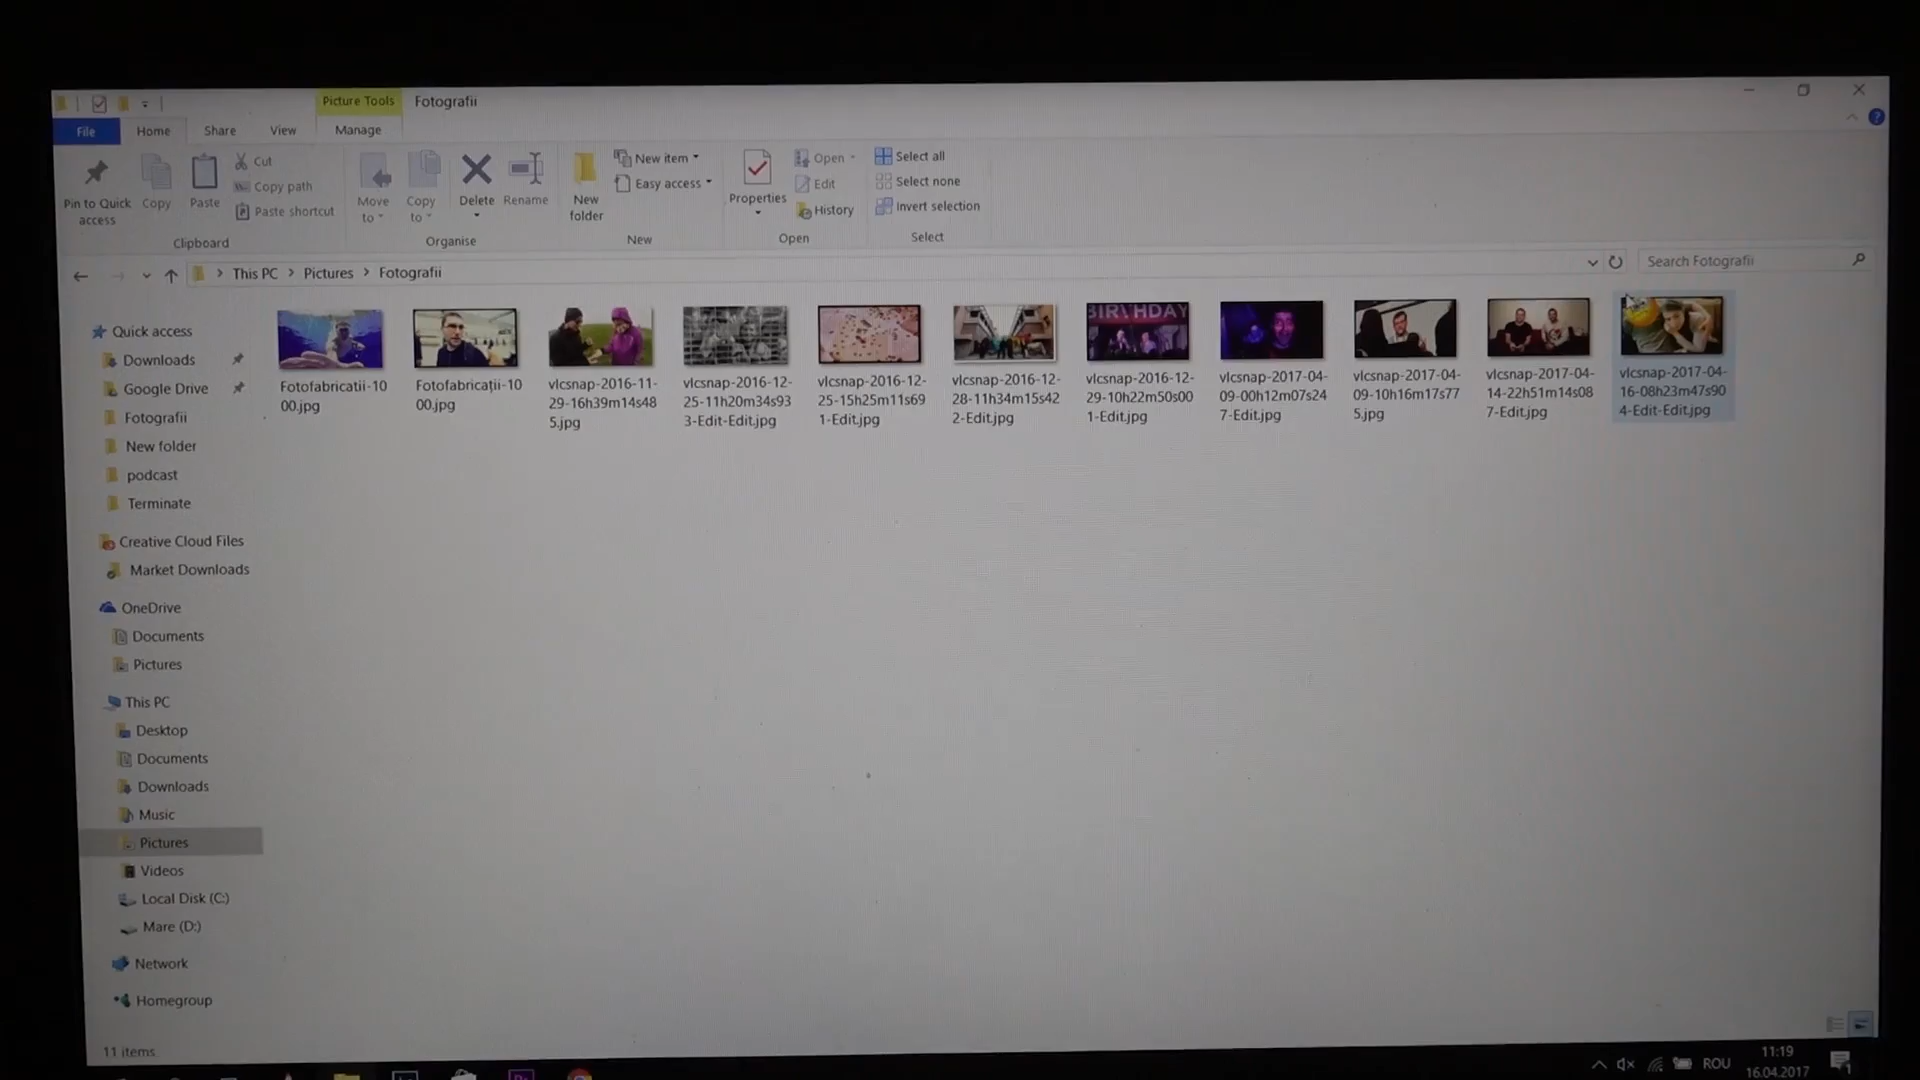 Picture Tools
Fotografii
File
Home
Share
View
Manage
Pin to Quick
access
Copy
Paste
Cut
Copy path
Paste shortcut
Clipboard
Move
to
Copy
to
Delete
Rename
Organise
New
folder
New item
Easy access
New
Properties
Open
Edit
History
Open
Select all
Select none
Invert selection
Select
This PC > Pictures > Fotografii
Search Fotografii
Quick access
Downloads
Google Drive
Fotografii
New folder
podcast
Terminate
Creative Cloud Files
Market Downloads
OneDrive
Documents
Pictures
This PC
Desktop
Documents
Downloads
Music
Pictures
Videos
Local Disk (C:)
Mare (D:)
Network
Homegroup
Fotofabricatii-10
00.jpg
Fotofabricații-10
00.jpg
vlcsnap-2016-11-
29-16h39m14s48
5.jpg
vlcsnap-2016-12-
25-11h20m34s93
3-Edit-Edit.jpg
vlcsnap-2016-12-
25-15h25m11s69
1-Edit.jpg
vlcsnap-2016-12-
28-11h34m15s42
2-Edit.jpg
BIRTHDAY
vlcsnap-2016-12-
29-10h22m50s00
1-Edit.jpg
vlcsnap-2017-04-
09-00h12m07s24
7-Edit.jpg
vlcsnap-2017-04-
09-10h16m17s77
5.jpg
vlcsnap-2017-04-
14-22h51m14s08
7-Edit.jpg
vlcsnap-2017-04-
16-08h23m47s90
4-Edit-Edit.jpg
11 items
ROU
11:19
16.04.2017